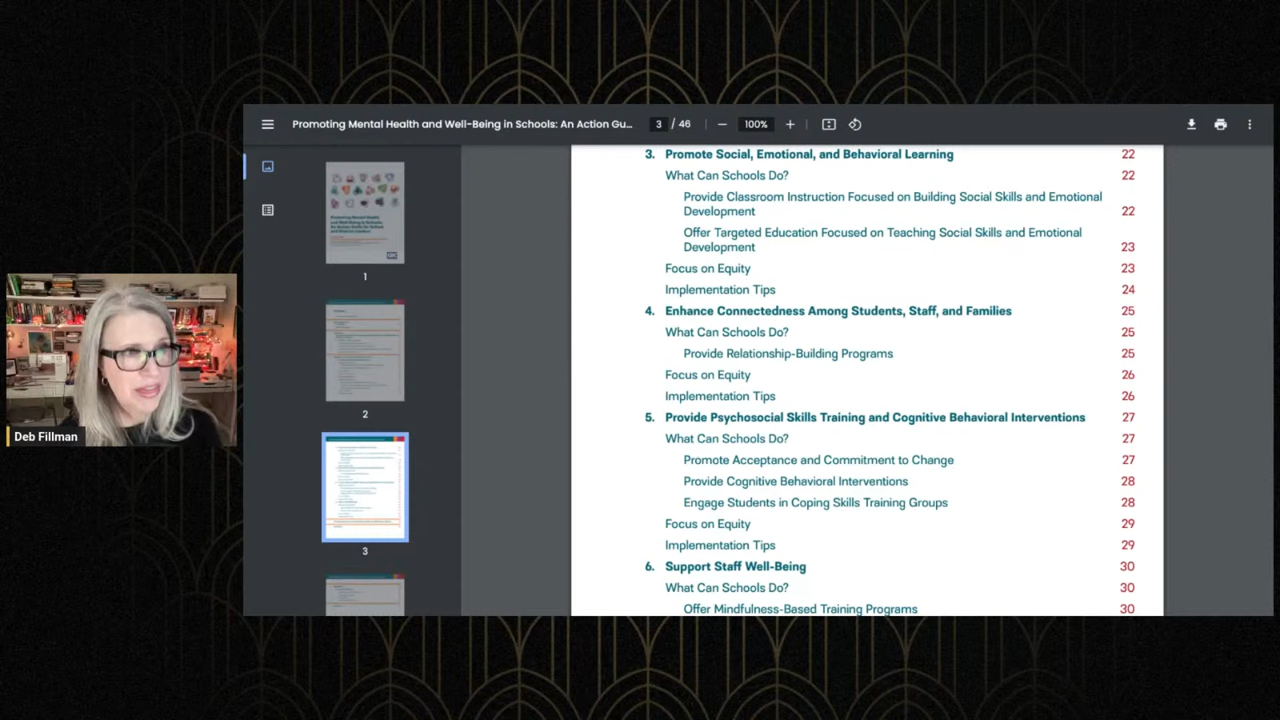 Promoting Mental Health and Well-Being in Schools: An Action Gu...
3 / 46
100%
1
2
3
Deb Fillman
3. Promote Social, Emotional, and Behavioral Learning 22
What Can Schools Do? 22
Provide Classroom Instruction Focused on Building Social Skills and Emotional
Development 22
Offer Targeted Education Focused on Teaching Social Skills and Emotional
Development 23
Focus on Equity 23
Implementation Tips 24
4. Enhance Connectedness Among Students, Staff, and Families 25
What Can Schools Do? 25
Provide Relationship-Building Programs 25
Focus on Equity 26
Implementation Tips 26
5. Provide Psychosocial Skills Training and Cognitive Behavioral Interventions 27
What Can Schools Do? 27
Promote Acceptance and Commitment to Change 27
Provide Cognitive Behavioral Interventions 28
Engage Students in Coping Skills Training Groups 28
Focus on Equity 29
Implementation Tips 29
6. Support Staff Well-Being 30
What Can Schools Do? 30
Offer Mindfulness-Based Training Programs 30